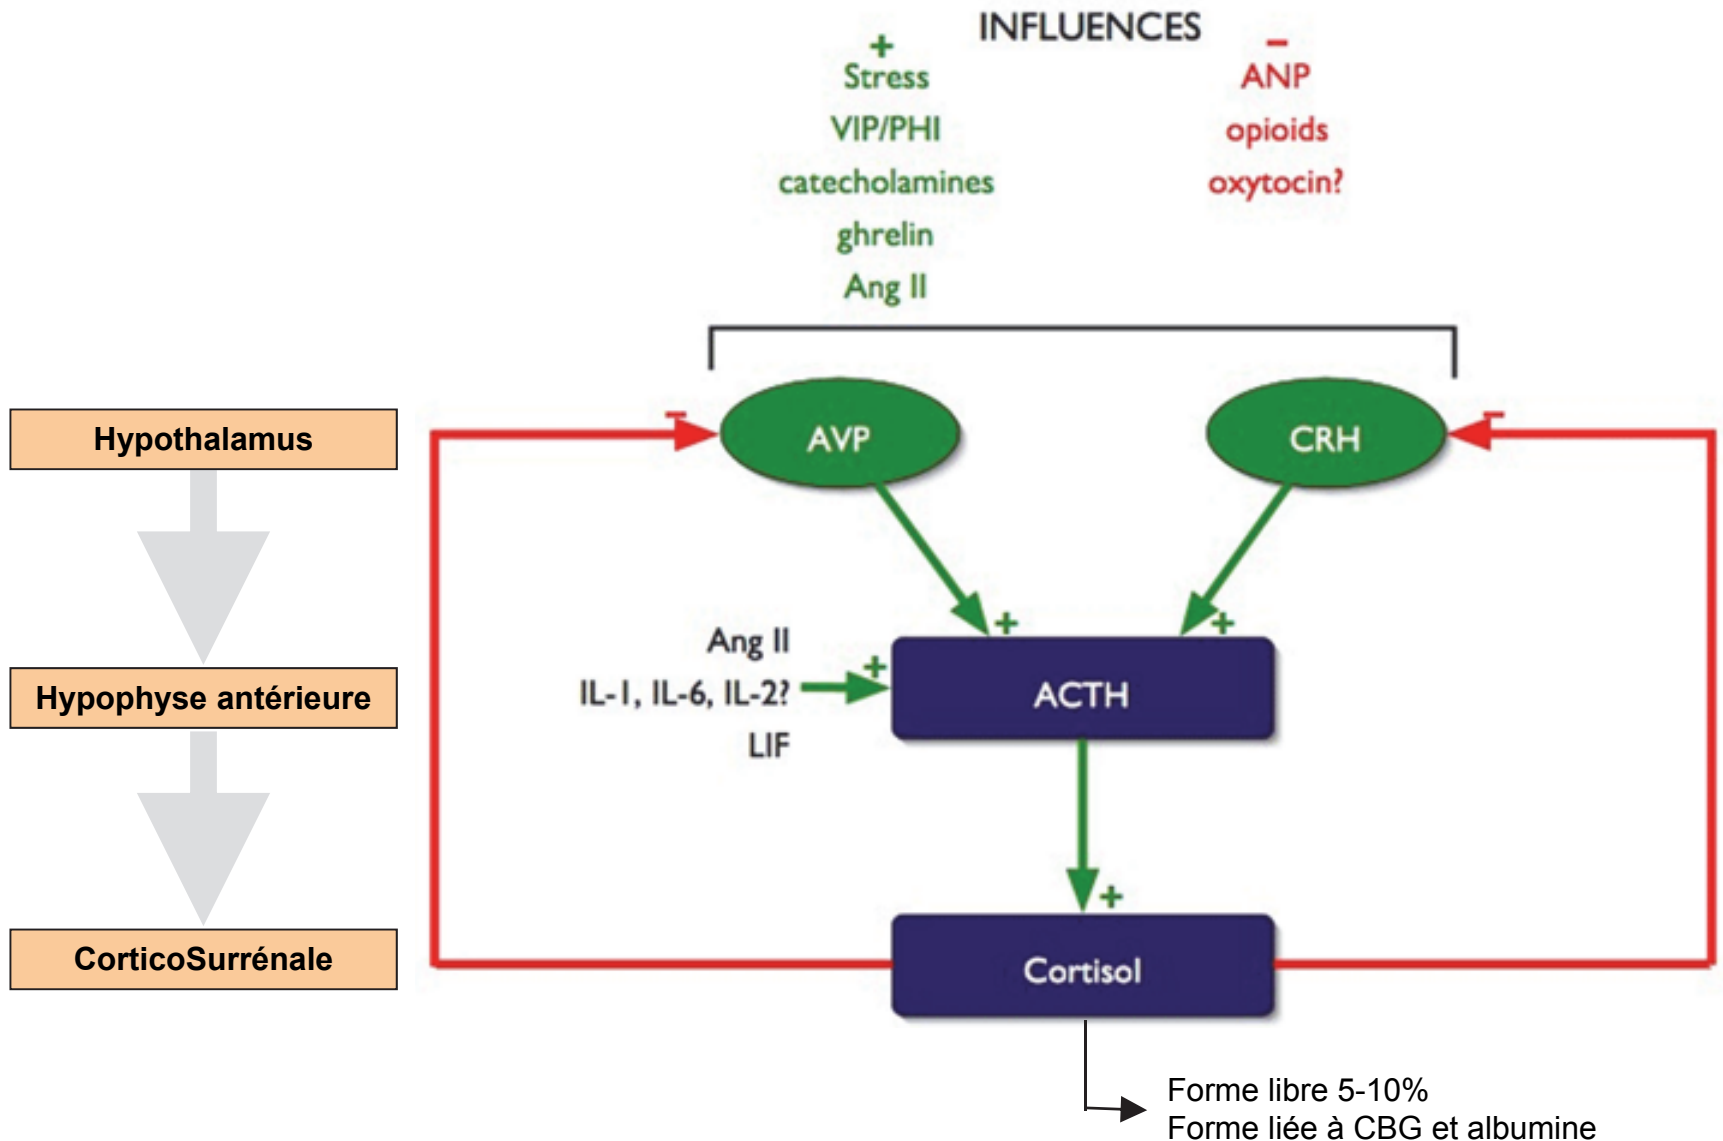 INFLUENCES
+
Stress
VIP/PHI
catecholamines
ghrelin
Ang II
-
ANP
opioids
oxytocin?
Hypothalamus
-
AVP
CRH
-
+
+
Ang II
IL-1, IL-6, IL-2?
LIF
+
Hypophyse antérieure
ACTH
+
CorticoSurrénale
Cortisol
Forme libre 5-10%
Forme liée à CBG et albumine